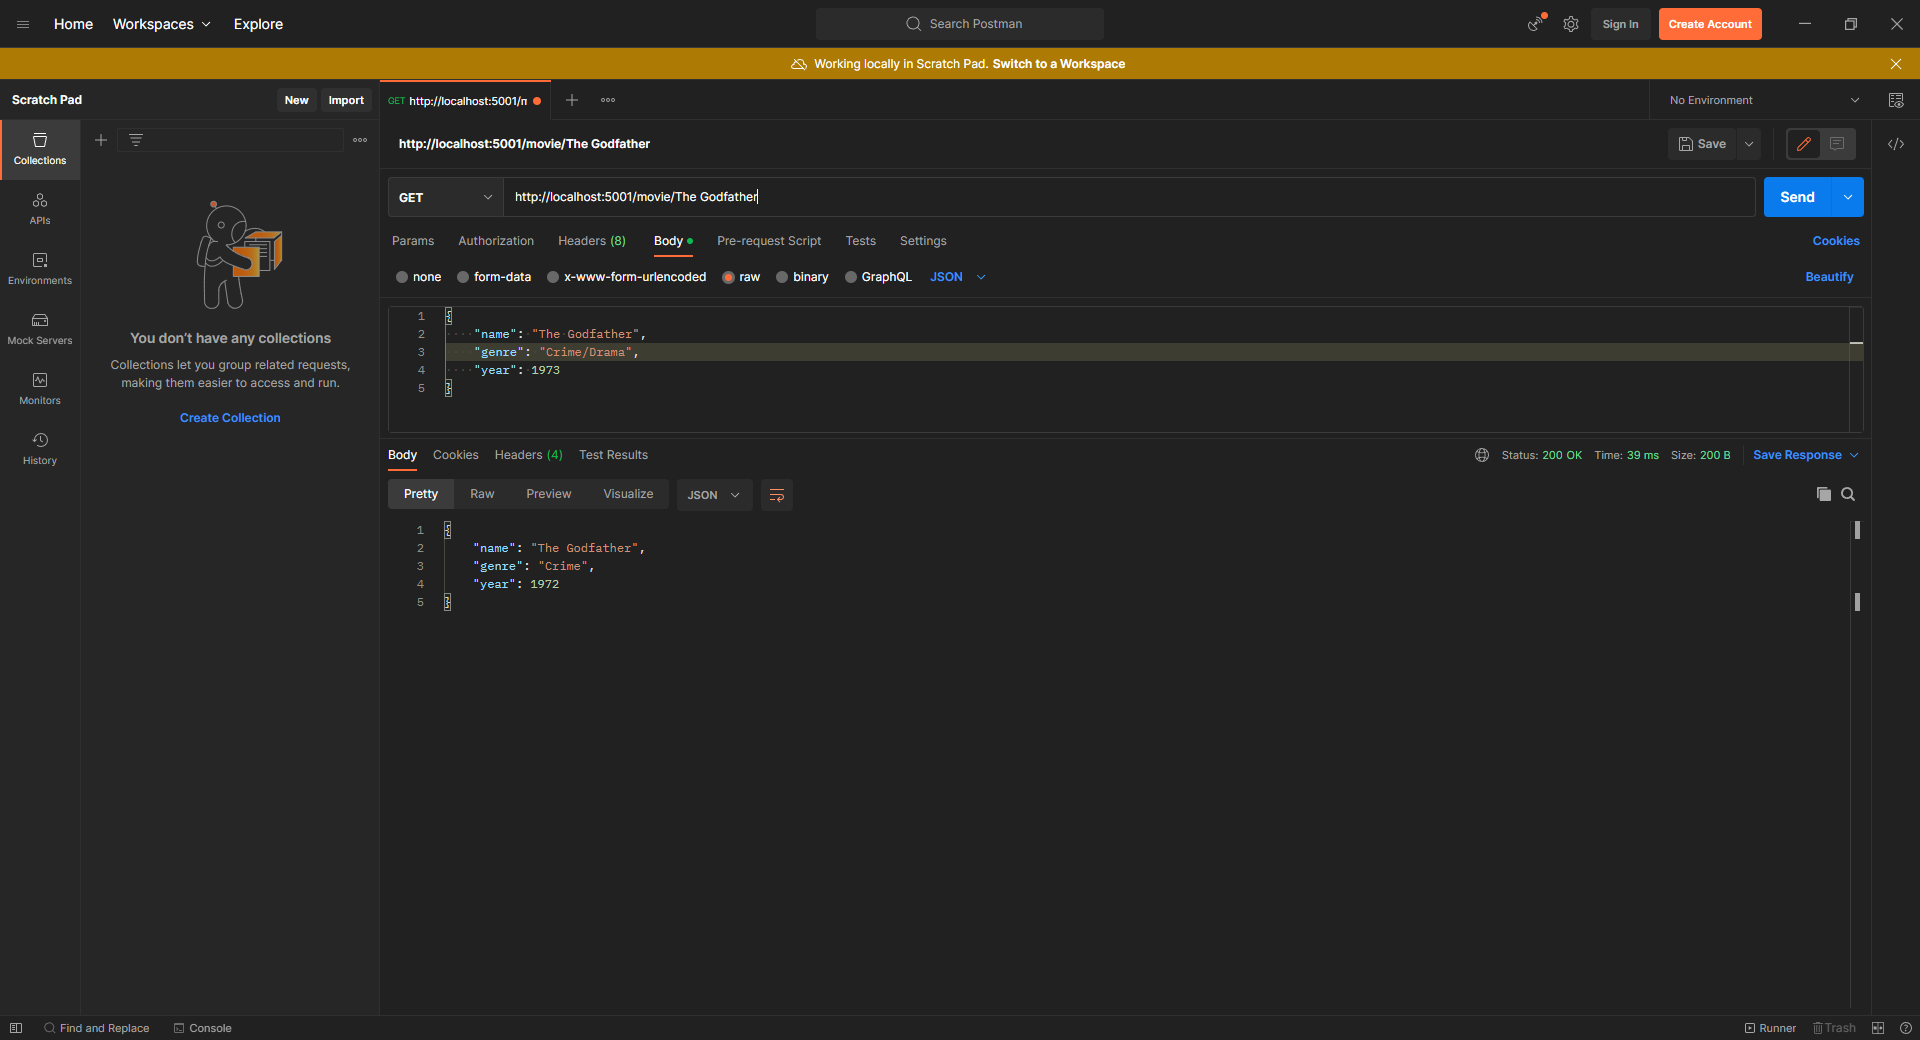 Home Workspaces Explore Search Postman Sign In Create Account
Working locally in Scratch Pad. Switch to a Workspace
Scratch Pad New Import GET http://localhost:5001/m No Environment
http://localhost:5001/movie/The Godfather Save
Collections
GET http://localhost:5001/movie/The Godfather Send
APIs
Params Authorization Headers (8) Body Pre-request Script Tests Settings Cookies
none form-data x-www-form-urlencoded raw binary GraphQL JSON Beautify
Environments
1 {
2 "name": "The Godfather",
3 "genre": "Crime/Drama",
4 "year": 1973
5 }
Mock Servers
You don't have any collections
Collections let you group related requests,
making them easier to access and run.
Create Collection
Monitors
History
Body Cookies Headers (4) Test Results Status: 200 OK Time: 39 ms Size: 200 B Save Response
Pretty Raw Preview Visualize JSON
1 {
2 "name": "The Godfather",
3 "genre": "Crime",
4 "year": 1972
5 }
Find and Replace Console Runner Trash